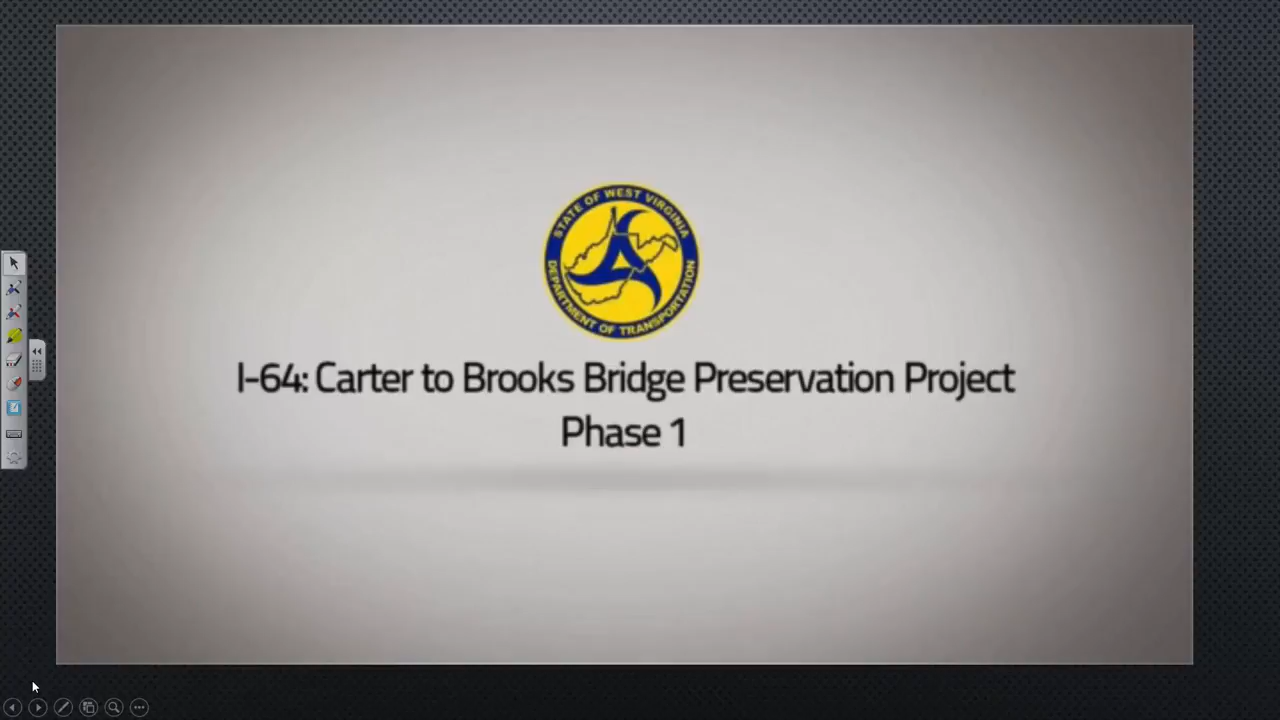 STATE OF WEST VIRGINIA
DEPARTMENT OF TRANSPORTATION
I-64: Carter to Brooks Bridge Preservation Project
Phase 1